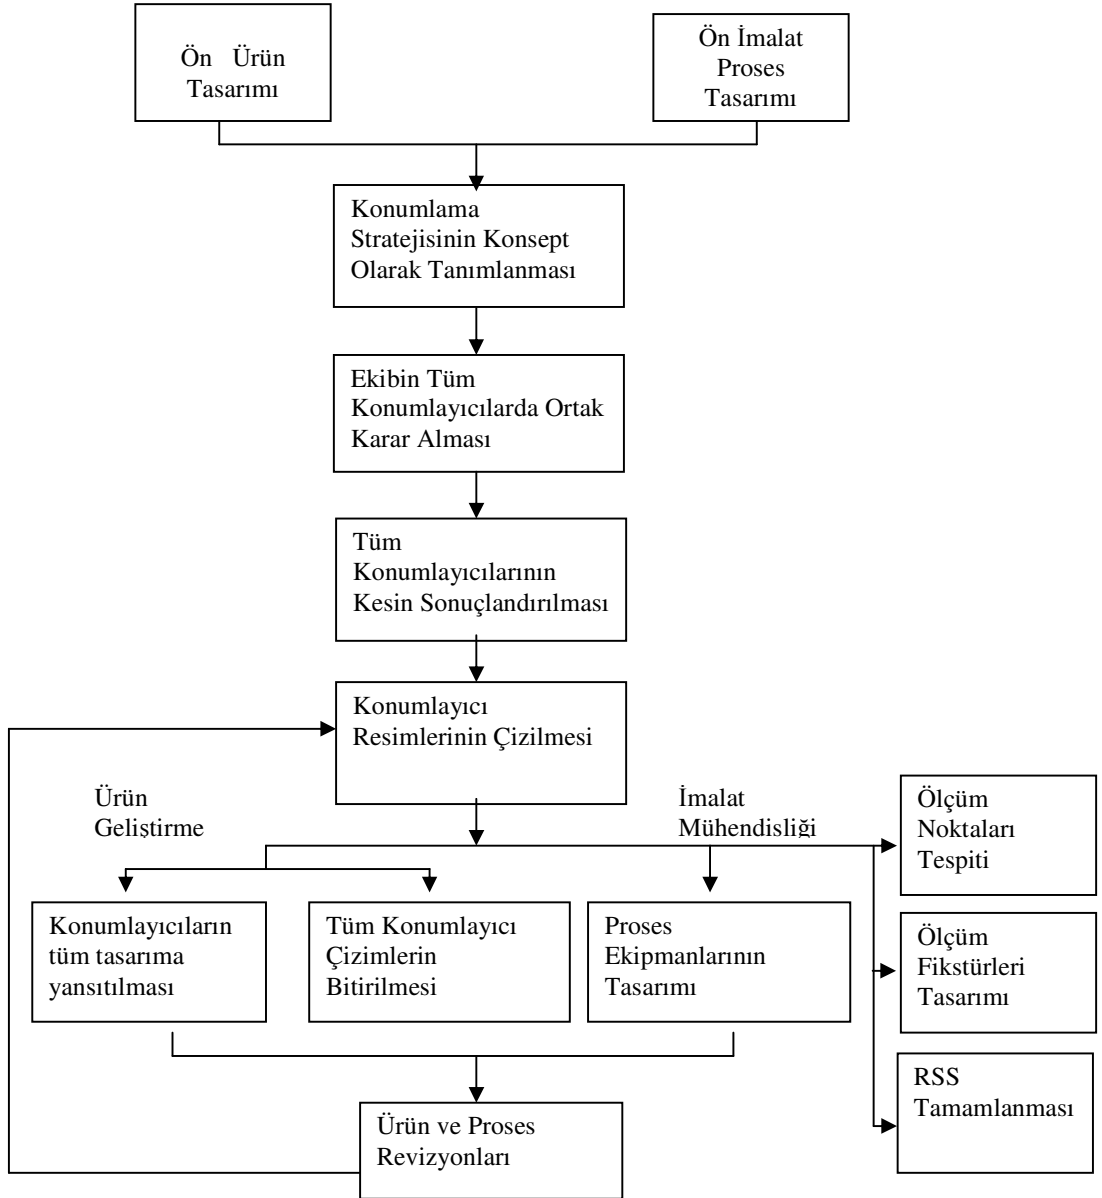 Ön Ürün
Tasarımı
Ön İmalat
Proses
Tasarımı
Konumlama
Stratejisinin Konsept
Olarak Tanımlanması
Ekibin Tüm
Konumlayıcılarda Ortak
Karar Alması
Tüm
Konumlayıcılarının
Kesin Sonuçlandırılması
Konumlayıcı
Resimlerinin Çizilmesi
Ürün
Geliştirme
İmalat
Mühendisliği
Ölçüm
Noktaları
Tespiti
Konumlayıcıların
tüm tasarıma
yansıtılması
Tüm Konumlayıcı
Çizimlerin
Bitirilmesi
Proses
Ekipmanlarının
Tasarımı
Ölçüm
Fikstürleri
Tasarımı
RSS
Tamamlanması
Ürün ve Proses
Revizyonları